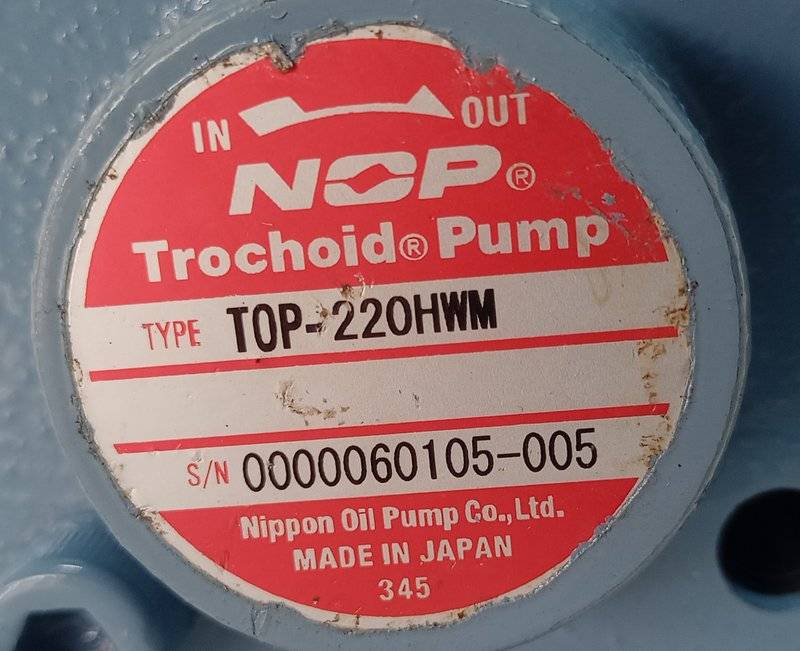 IN OUT
NOP®
Trochoid® Pump
TYPE TOP-220HWM
S/N 0000060105-005
Nippon Oil Pump Co.,Ltd.
MADE IN JAPAN
345